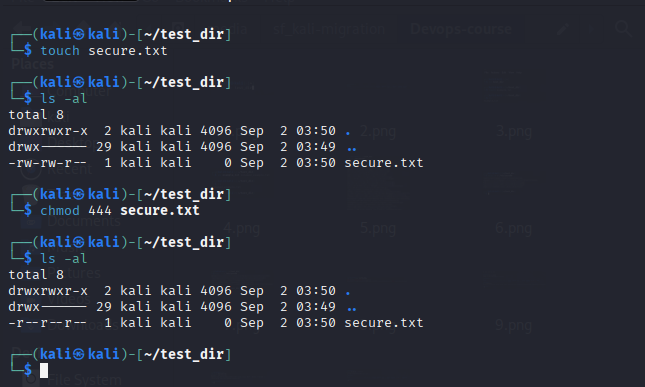 ┌──(kali㉿kali)-[~/test_dir]
└─$ touch secure.txt
┌──(kali㉿kali)-[~/test_dir]
└─$ ls -al
total 8
drwxrwxr-x  2 kali kali 4096 Sep  2 03:50 .
drwx------ 29 kali kali 4096 Sep  2 03:49 ..
-rw-rw-r--  1 kali kali    0 Sep  2 03:50 secure.txt
┌──(kali㉿kali)-[~/test_dir]
└─$ chmod 444 secure.txt
┌──(kali㉿kali)-[~/test_dir]
└─$ ls -al
total 8
drwxrwxr-x  2 kali kali 4096 Sep  2 03:50 .
drwx------ 29 kali kali 4096 Sep  2 03:49 ..
-r--r--r--  1 kali kali    0 Sep  2 03:50 secure.txt
┌──(kali㉿kali)-[~/test_dir]
└─$